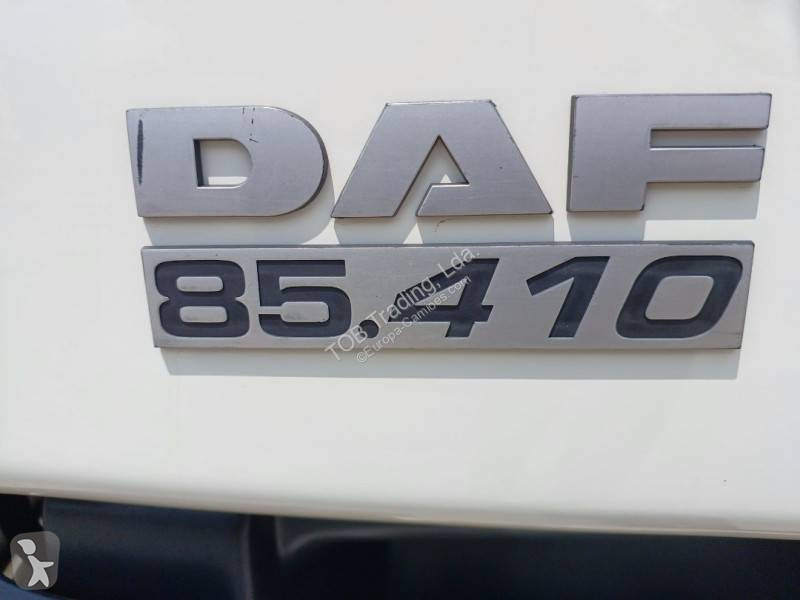 DAF
85.410
TOB Trading, Lda.
©Europa-Camiões.com